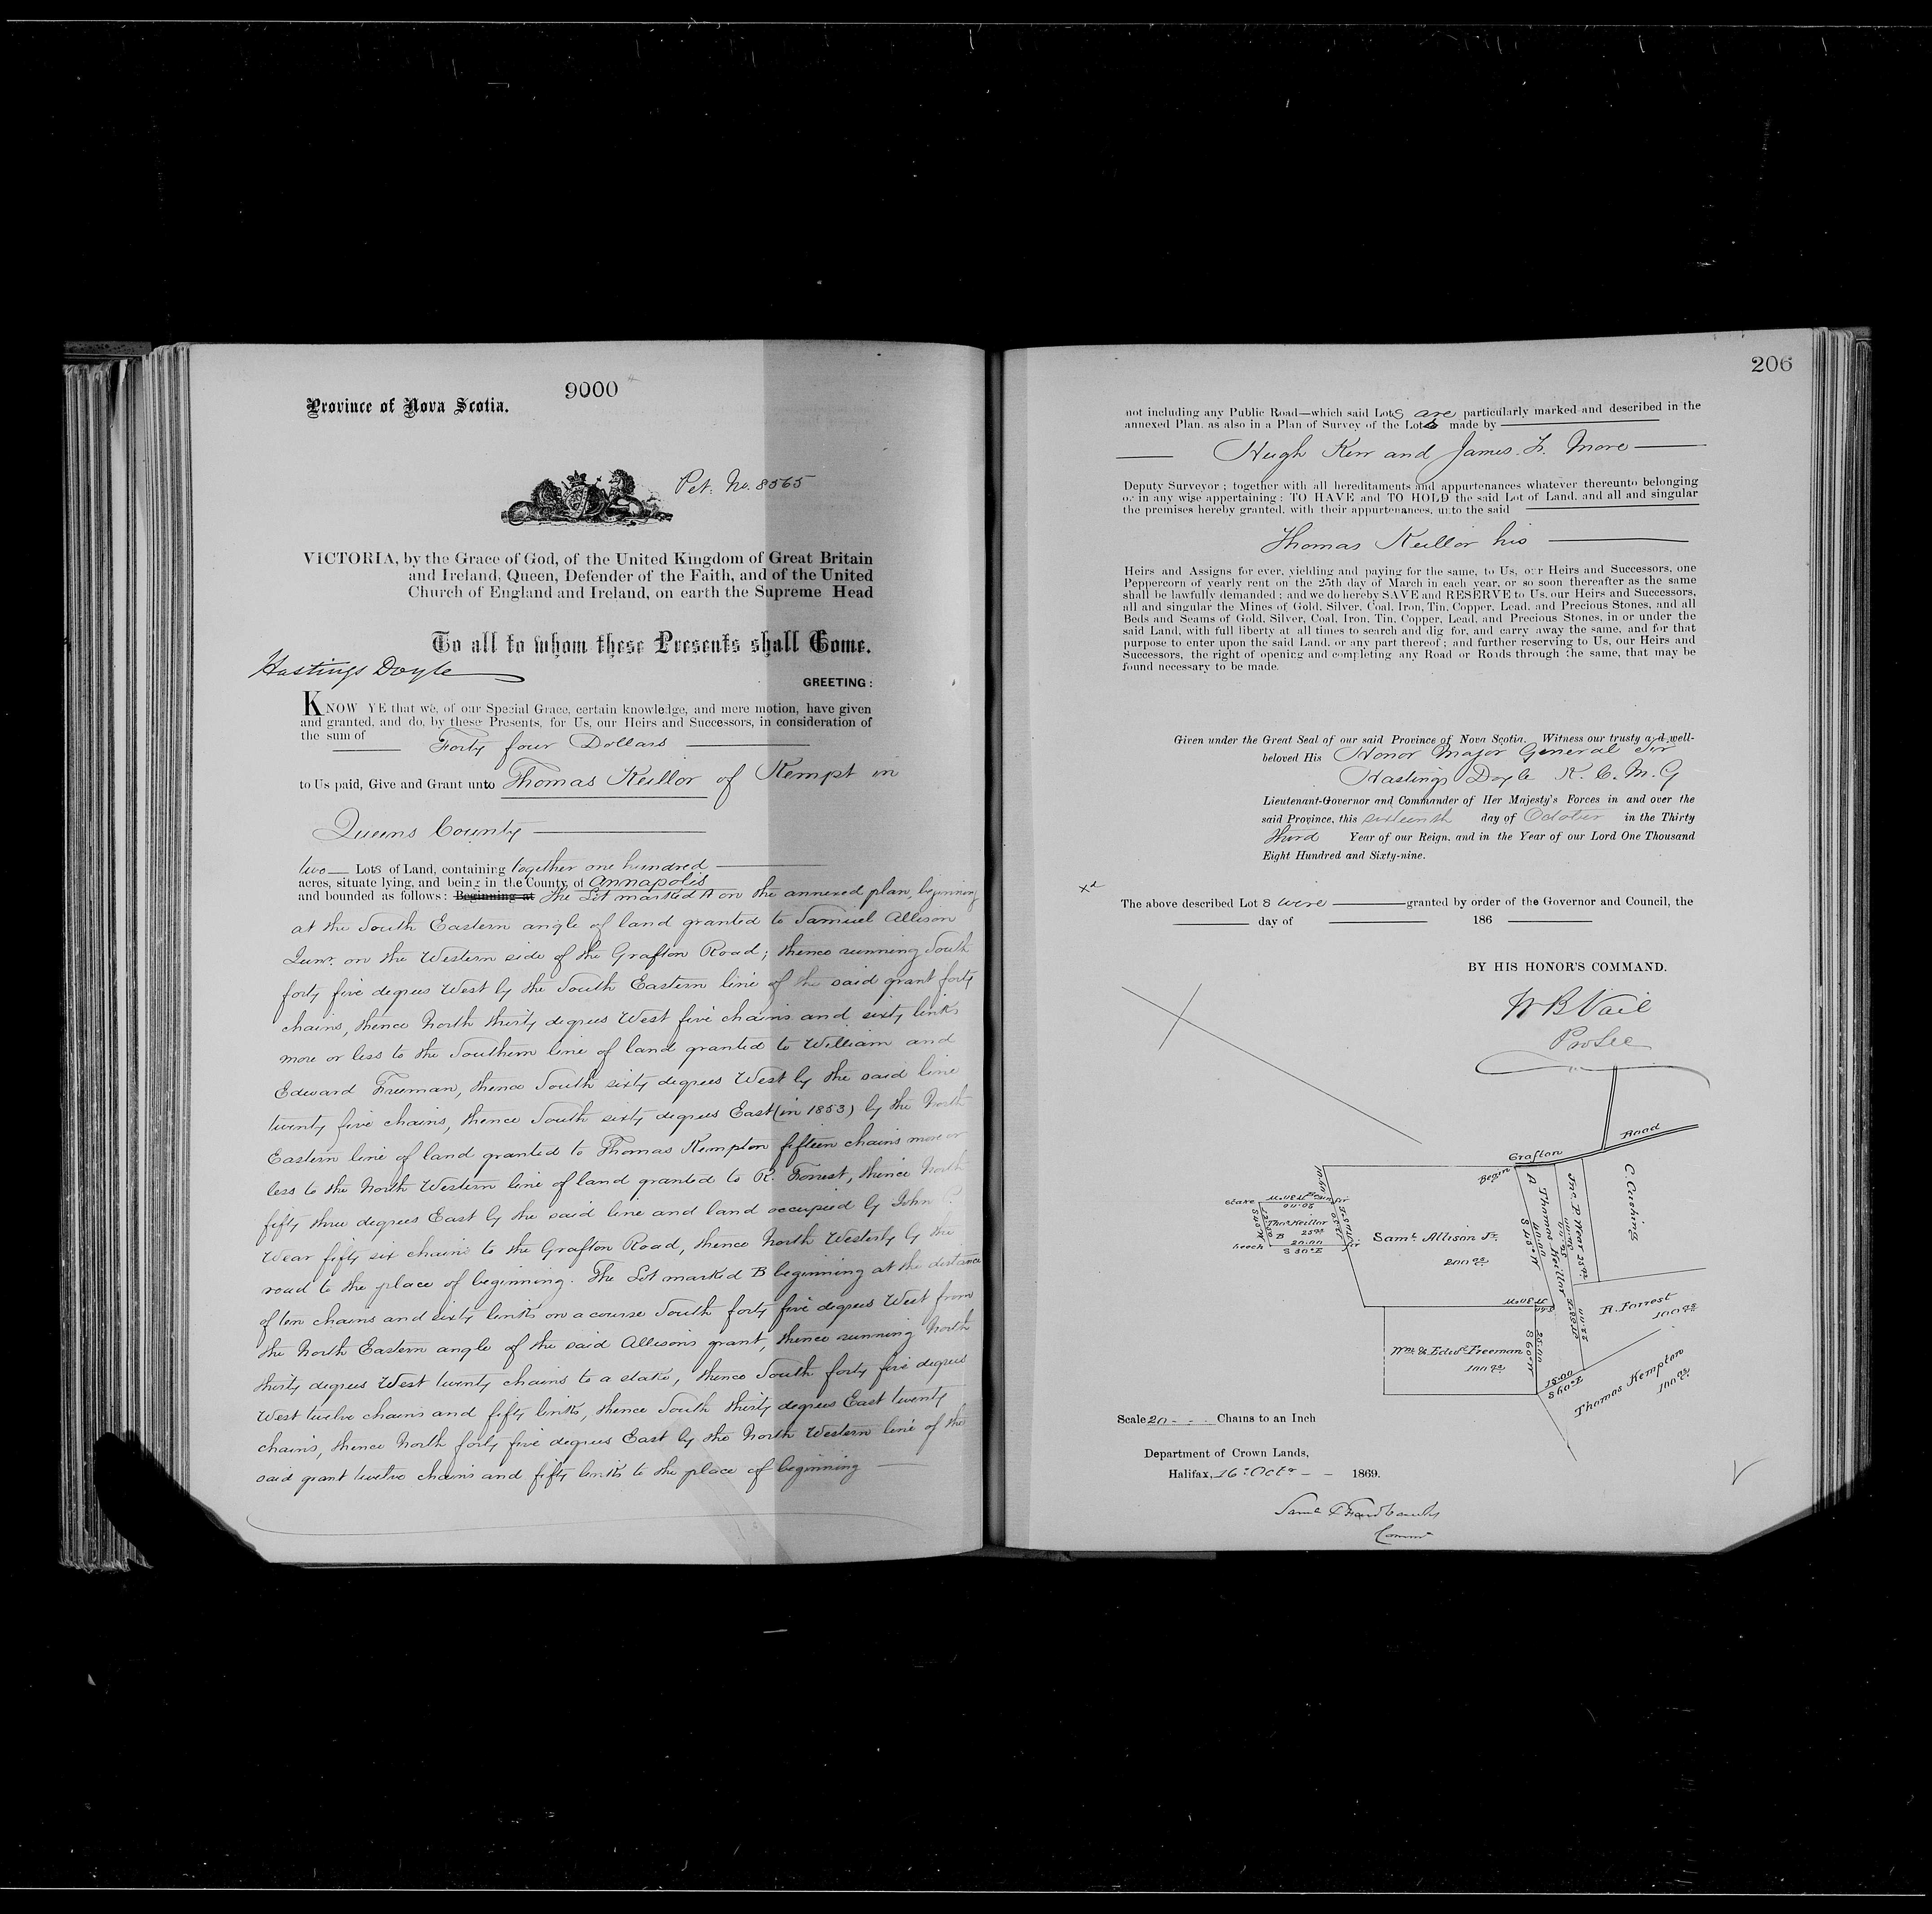 9000
Province of Nova Scotia.
Pet. No. 8565
VICTORIA, by the Grace of God, of the United Kingdom of Great Britain
and Ireland, Queen, Defender of the Faith, and of the United
Church of England and Ireland, on earth the Supreme Head
To all to whom these Presents shall Come.
Hastings Doyle
GREETING:
KNOW YE that we, of our Special Grace, certain knowledge, and mere motion, have given
and granted, and do, by these Presents, for Us, our Heirs and Successors, in consideration of
the sum of Forty four Dollars
to Us paid, Give and Grant unto Thomas Keillor of Kempt in
Queens County
two Lots of Land, containing together one hundred
acres, situate lying, and being in the County of Annapolis
and bounded as follows: Beginning at The Lot marked A on the annexed plan, beginning
at the South Eastern angle of land granted to Samuel Allison
Junr. on the Western side of the Grafton Road; thence running South
forty five degrees West by the South Eastern line of the said grant forty
chains, thence North thirty degrees West five chains and sixty links
more or less to the Southern line of land granted to William and
Edward Freeman, thence South sixty degrees West by the said line
twenty five chains, thence South sixty degrees East (in 1853) by the North
Eastern line of land granted to Thomas Kempton fifteen chains more or
less to the North Western line of land granted to R. Forrest, thence North
fifty three degrees East by the said line and land occupied by John P.
Wear fifty six chains to the Grafton Road, thence North Westerly by the
road to the place of beginning. The Lot marked B beginning at the distance
of ten chains and sixty links on a course South forty five degrees West from
the North Eastern angle of the said Allisons grant, thence running North
thirty degrees West twenty chains to a stake, thence South forty five degrees
West twelve chains and fifty links, thence South thirty degrees East twenty
chains, thence North forty five degrees East by the North Western line of the
said grant twelve chains and fifty links to the place of beginning
206
not including any Public Road—which said Lots are particularly marked and described in the
annexed Plan, as also in a Plan of Survey of the Lots made by
Hugh Kerr and James F. More
Deputy Surveyor; together with all hereditaments and appurtenances whatever thereunto belonging
or in any wise appertaining: TO HAVE and TO HOLD the said Lot of Land, and all and singular
the premises hereby granted, with their appurtenances, unto the said
Thomas Keillor his
Heirs and Assigns for ever, yielding and paying for the same, to Us, our Heirs and Successors, one
Peppercorn of yearly rent on the 25th day of March in each year, or so soon thereafter as the same
shall be lawfully demanded; and we do hereby SAVE and RESERVE to Us, our Heirs and Successors,
all and singular the Mines of Gold, Silver, Coal, Iron, Tin, Copper, Lead, and Precious Stones, and all
Beds and Seams of Gold, Silver, Coal, Iron, Tin, Copper, Lead, and Precious Stones, in or under the
said Land, with full liberty at all times to search and dig for, and carry away the same, and for that
purpose to enter upon the said Land, or any part thereof; and further reserving to Us, our Heirs and
Successors, the right of opening and completing any Road or Roads through the same, that may be
found necessary to be made.
Given under the Great Seal of our said Province of Nova Scotia. Witness our trusty and well-
beloved His Honor Major General Sir
Hastings Doyle K. C. M. G
Lieutenant-Governor and Commander of Her Majesty's Forces in and over the
said Province, this sixteenth day of October in the Thirty
third Year of our Reign, and in the Year of our Lord One Thousand
Eight Hundred and Sixty-nine.
The above described Lot s were granted by order of the Governor and Council, the
day of 186
BY HIS HONOR'S COMMAND.
W B Vail
Pro Sec
Grafton Road
Begin
A
Thomas Keillor
40.00
S 45° W
Jno. P. Wear 25 as.
C. Cushing
Stake
N 30° W
20.00
Thos. Keillor
B 25 as
20.00
S 30° E
beech
fir
Saml. Allison Jr.
200 as
N 30° W
R. Forrest
100 as
Wm. & Edwd. Freeman
100 as
25.00
S 60° W
15.00
S 60° E
Thomas Kempton
100 as
Scale 20 Chains to an Inch
Department of Crown Lands,
Halifax, 16 Octr 1869.
Comm